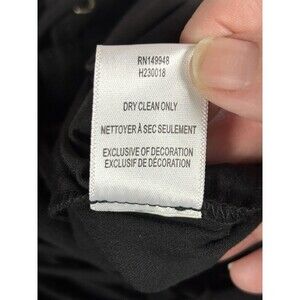 RN149948
H230018
DRY CLEAN ONLY
NETTOYER À SEC SEULEMENT
EXCLUSIVE OF DECORATION
EXCLUSIF DE DÉCORATION